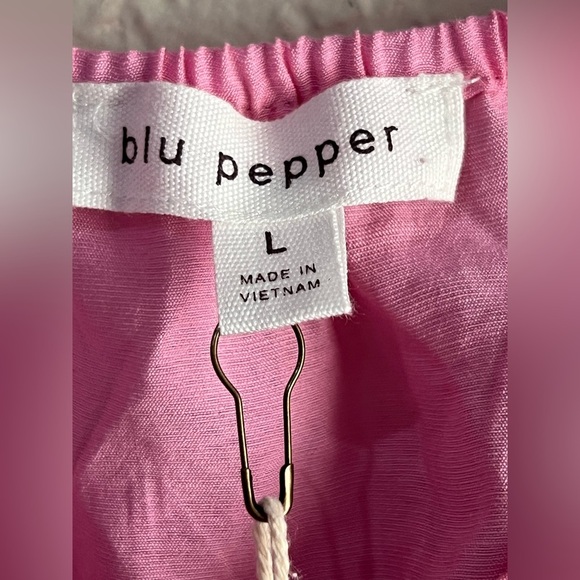 blu pepper
L
MADE IN
VIETNAM